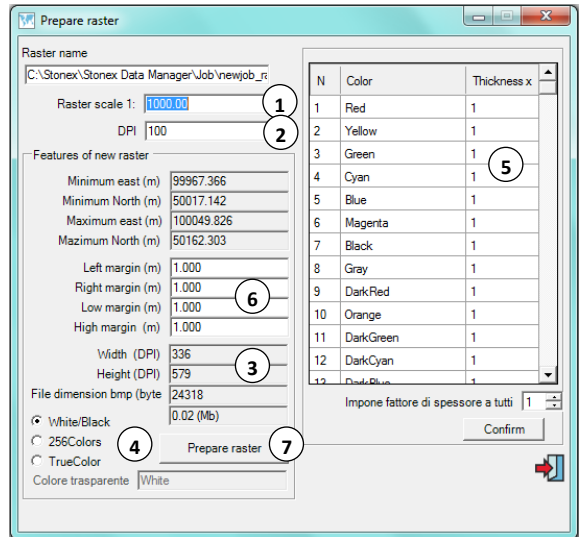 Prepare raster
Raster name
C:\Stonex\Stonex Data Manager\Job\newjob_ra
Raster scale 1: 1000.00
1
DPI 100
2
Features of new raster
Minimum east (m) 99967.366
Minimum North (m) 50017.142
Maximum east (m) 100049.826
Mazimum North (m) 50162.303
Left margin (m) 1.000
Right margin (m) 1.000
Low margin (m) 1.000
High margin (m) 1.000
6
Width (DPI) 336
Height (DPI) 579
3
File dimension bmp (byte 24318
0.02 (Mb)
White/Black
256Colors
TrueColor
4
Prepare raster
7
Colore trasparente White
N Color Thickness x
1 Red 1
2 Yellow 1
3 Green 1
4 Cyan 1
5 Blue 1
6 Magenta 1
7 Black 1
8 Gray 1
9 DarkRed 1
10 Orange 1
11 DarkGreen 1
12 DarkCyan 1
13 DarkBlue 1
5
Impone fattore di spessore a tutti 1
Confirm